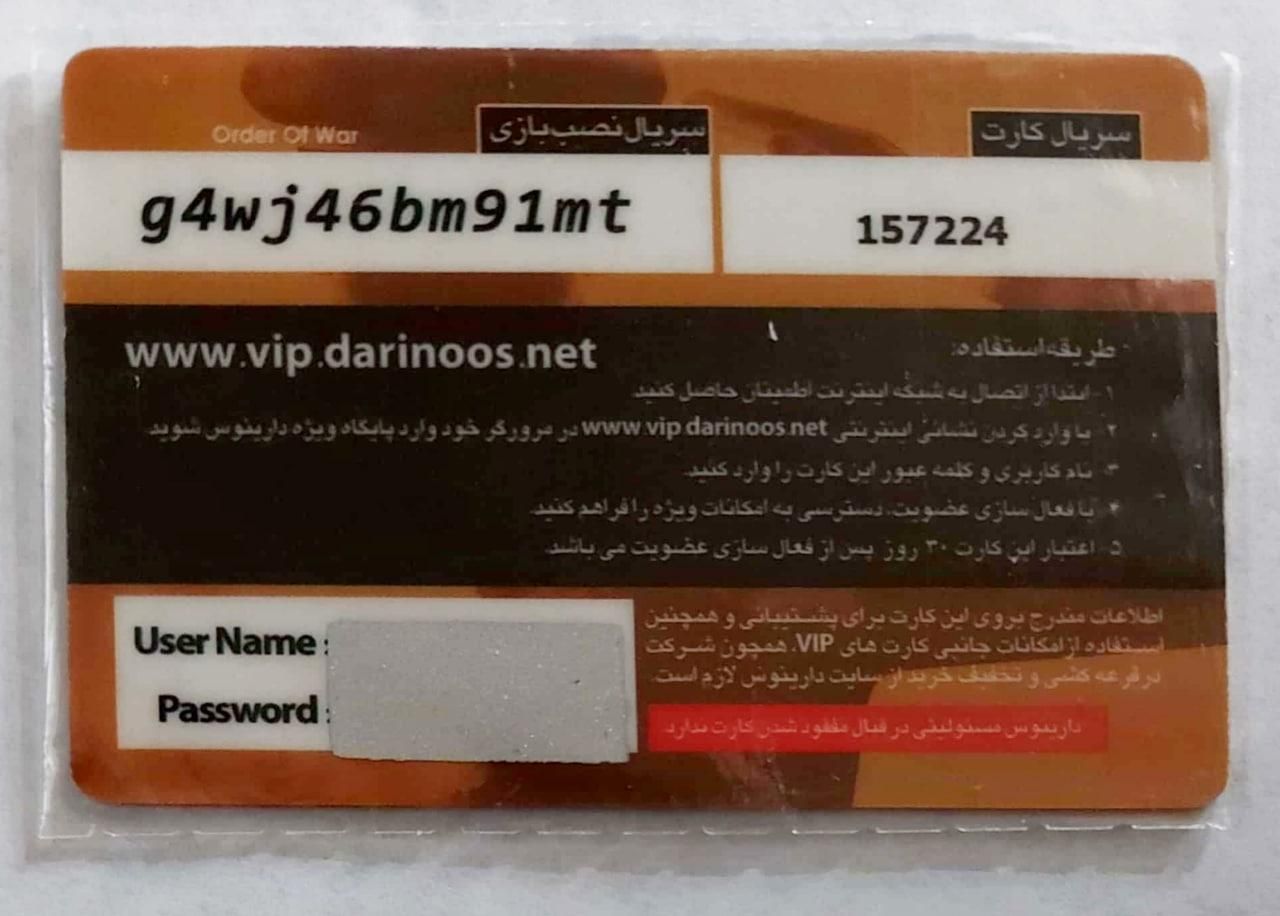 Order Of War
سریال نصب بازی
سریال کارت
g4wj46bm91mt
157224
www.vip.darinoos.net
طریقه استفاده:
۱- ابتدا از اتصال به شبکه اینترنت اطمینان حاصل کنید
۲- با وارد کردن نشانی اینترنتی www.vip.darinoos.net در مرورگر خود وارد پایگاه ویژه دارینوس شوید
۳- نام کاربری و کلمه عبور این کارت را وارد کنید.
۴- با فعال سازی عضویت، دسترسی به امکانات ویژه را فراهم کنید.
۵- اعتبار این کارت ۳۰ روز پس از فعال سازی عضویت می باشد.
User Name :
Password :
اطلاعات مندرج بروی این کارت برای پشتیبانی و همچنین
استفاده از امکانات جانبی کارت های VIP، همچون شرکت
در قرعه کشی و تخفیف خرید از سایت دارینوش لازم است.
دارینوس مسئولیتی در قبال مفقود شدن کارت ندارد.